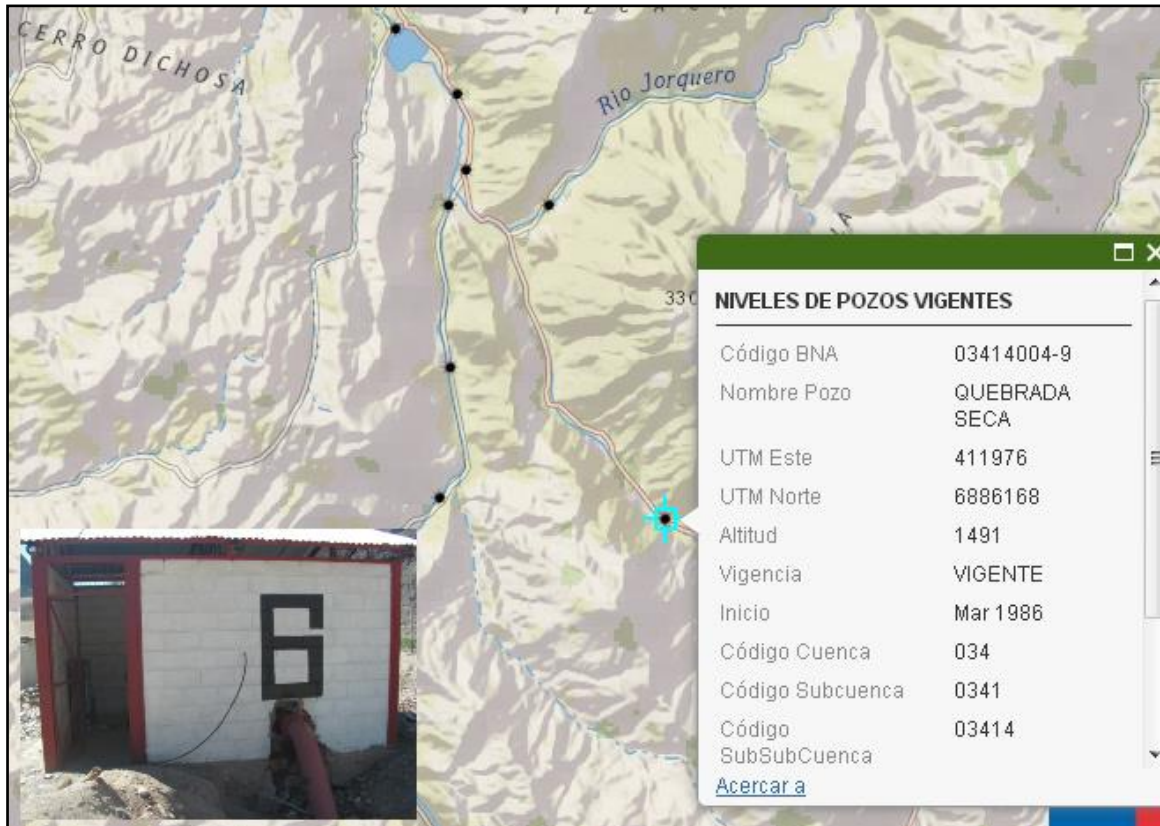 CERRO DICHOSA
Rio Jorquero
NIVELES DE POZOS VIGENTES
Código BNA 03414004-9
Nombre Pozo QUEBRADA
SECA
UTM Este 411976
UTM Norte 6886168
Altitud 1491
Vigencia VIGENTE
Inicio Mar 1986
Código Cuenca 034
Código Subcuenca 0341
Código 03414
SubSubCuenca
Acercar a
6